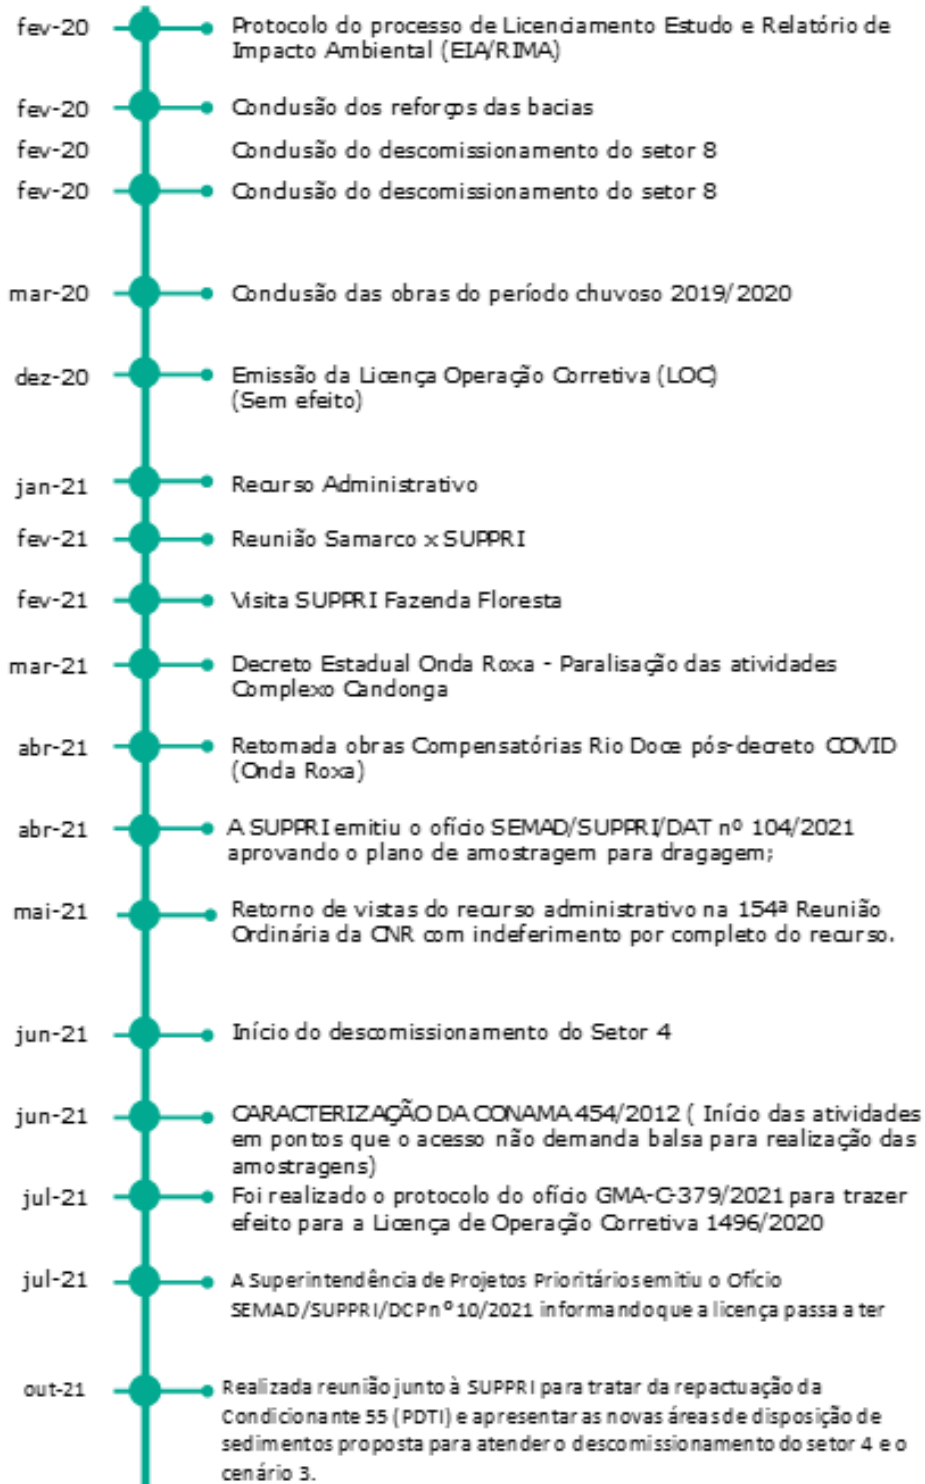 fev-20 Protocolo do processo de Licenciamento Estudo e Relatório de
Impacto Ambiental (EIA/RIMA)
fev-20 Conclusão dos reforços das bacias
fev-20 Conclusão do descomissionamento do setor 8
fev-20 Conclusão do descomissionamento do setor 8
mar-20 Conclusão das obras do período chuvoso 2019/2020
dez-20 Emissão da Licença Operação Corretiva (LOC)
(Sem efeito)
jan-21 Recurso Administrativo
fev-21 Reunião Samarco x SUPPRI
fev-21 Visita SUPPRI Fazenda Floresta
mar-21 Decreto Estadual Onda Roxa - Paralisação das atividades
Complexo Candonga
abr-21 Retomada obras Compensatórias Rio Doce pós-decreto COVID
(Onda Roxa)
abr-21 A SUPPRI emitiu o ofício SEMAD/SUPPRI/DAT nº 104/2021
aprovando o plano de amostragem para dragagem;
mai-21 Retorno de vistas do recurso administrativo na 154ª Reunião
Ordinária da CNR com indeferimento por completo do recurso.
jun-21 Início do descomissionamento do Setor 4
jun-21 CARACTERIZAÇÃO DA CONAMA 454/2012 ( Início das atividades
em pontos que o acesso não demanda balsa para realização das
amostragens)
jul-21 Foi realizado o protocolo do ofício GMA-C-379/2021 para trazer
efeito para a Licença de Operação Corretiva 1496/2020
jul-21 A Superintendência de Projetos Prioritários emitiu o Ofício
SEMAD/SUPPRI/DCP nº 10/2021 informando que a licença passa a ter
out-21 Realizada reunião junto à SUPPRI para tratar da repactuação da
Condicionante 55 (PDTI) e apresentar as novas áreas de disposição de
sedimentos proposta para atender o descomissionamento do setor 4 e o
cenário 3.